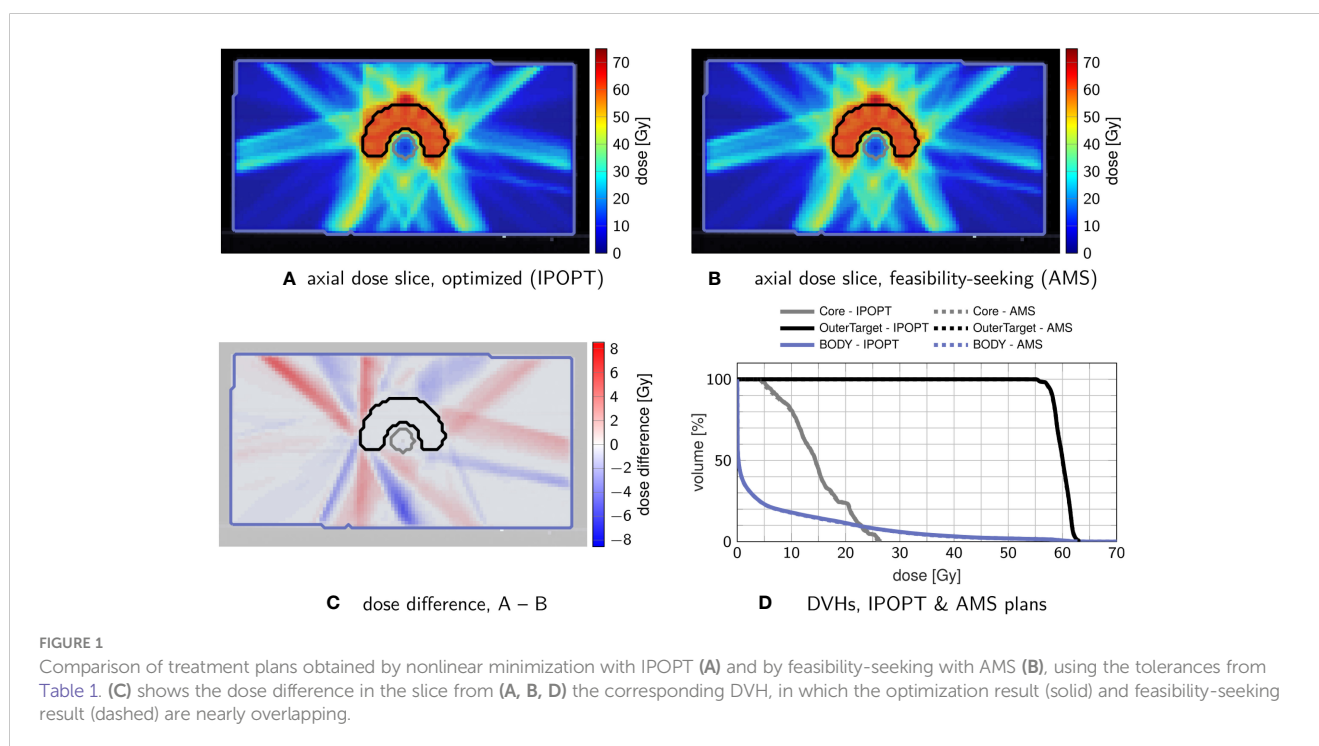 70
60
50
40
30
20
10
0
dose [Gy]
70
60
50
40
30
20
10
0
dose [Gy]
A axial dose slice, optimized (IPOPT)
B axial dose slice, feasibility-seeking (AMS)
8
6
4
2
0
−2
−4
−6
−8
dose difference [Gy]
Core - IPOPT Core - AMS
OuterTarget - IPOPT OuterTarget - AMS
BODY - IPOPT BODY - AMS
100
50
0
volume [%]
0 10 20 30 40 50 60 70
dose [Gy]
C dose difference, A – B
D DVHs, IPOPT & AMS plans
FIGURE 1
Comparison of treatment plans obtained by nonlinear minimization with IPOPT (A) and by feasibility-seeking with AMS (B), using the tolerances from
Table 1. (C) shows the dose difference in the slice from (A, B, D) the corresponding DVH, in which the optimization result (solid) and feasibility-seeking
result (dashed) are nearly overlapping.